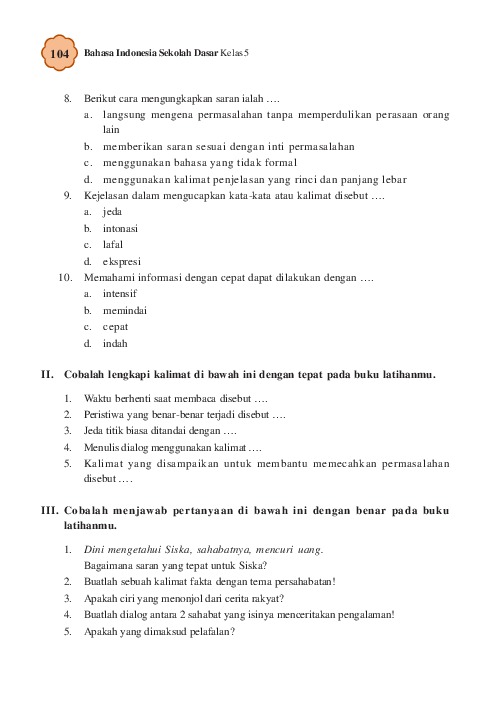 104 Bahasa Indonesia Sekolah Dasar Kelas 5
8. Berikut cara mengungkapkan saran ialah ....
a. langsung mengena permasalahan tanpa memperdulikan perasaan orang
lain
b. memberikan saran sesuai dengan inti permasalahan
c. menggunakan bahasa yang tidak formal
d. menggunakan kalimat penjelasan yang rinci dan panjang lebar
9. Kejelasan dalam mengucapkan kata-kata atau kalimat disebut ....
a. jeda
b. intonasi
c. lafal
d. ekspresi
10. Memahami informasi dengan cepat dapat dilakukan dengan ....
a. intensif
b. memindai
c. cepat
d. indah
II. Cobalah lengkapi kalimat di bawah ini dengan tepat pada buku latihanmu.
1. Waktu berhenti saat membaca disebut ....
2. Peristiwa yang benar-benar terjadi disebut ....
3. Jeda titik biasa ditandai dengan ....
4. Menulis dialog menggunakan kalimat ....
5. Kalimat yang disampaikan untuk membantu memecahkan permasalahan
disebut ....
III. Cobalah menjawab pertanyaan di bawah ini dengan benar pada buku
latihanmu.
1. Dini mengetahui Siska, sahabatnya, mencuri uang.
Bagaimana saran yang tepat untuk Siska?
2. Buatlah sebuah kalimat fakta dengan tema persahabatan!
3. Apakah ciri yang menonjol dari cerita rakyat?
4. Buatlah dialog antara 2 sahabat yang isinya menceritakan pengalaman!
5. Apakah yang dimaksud pelafalan?